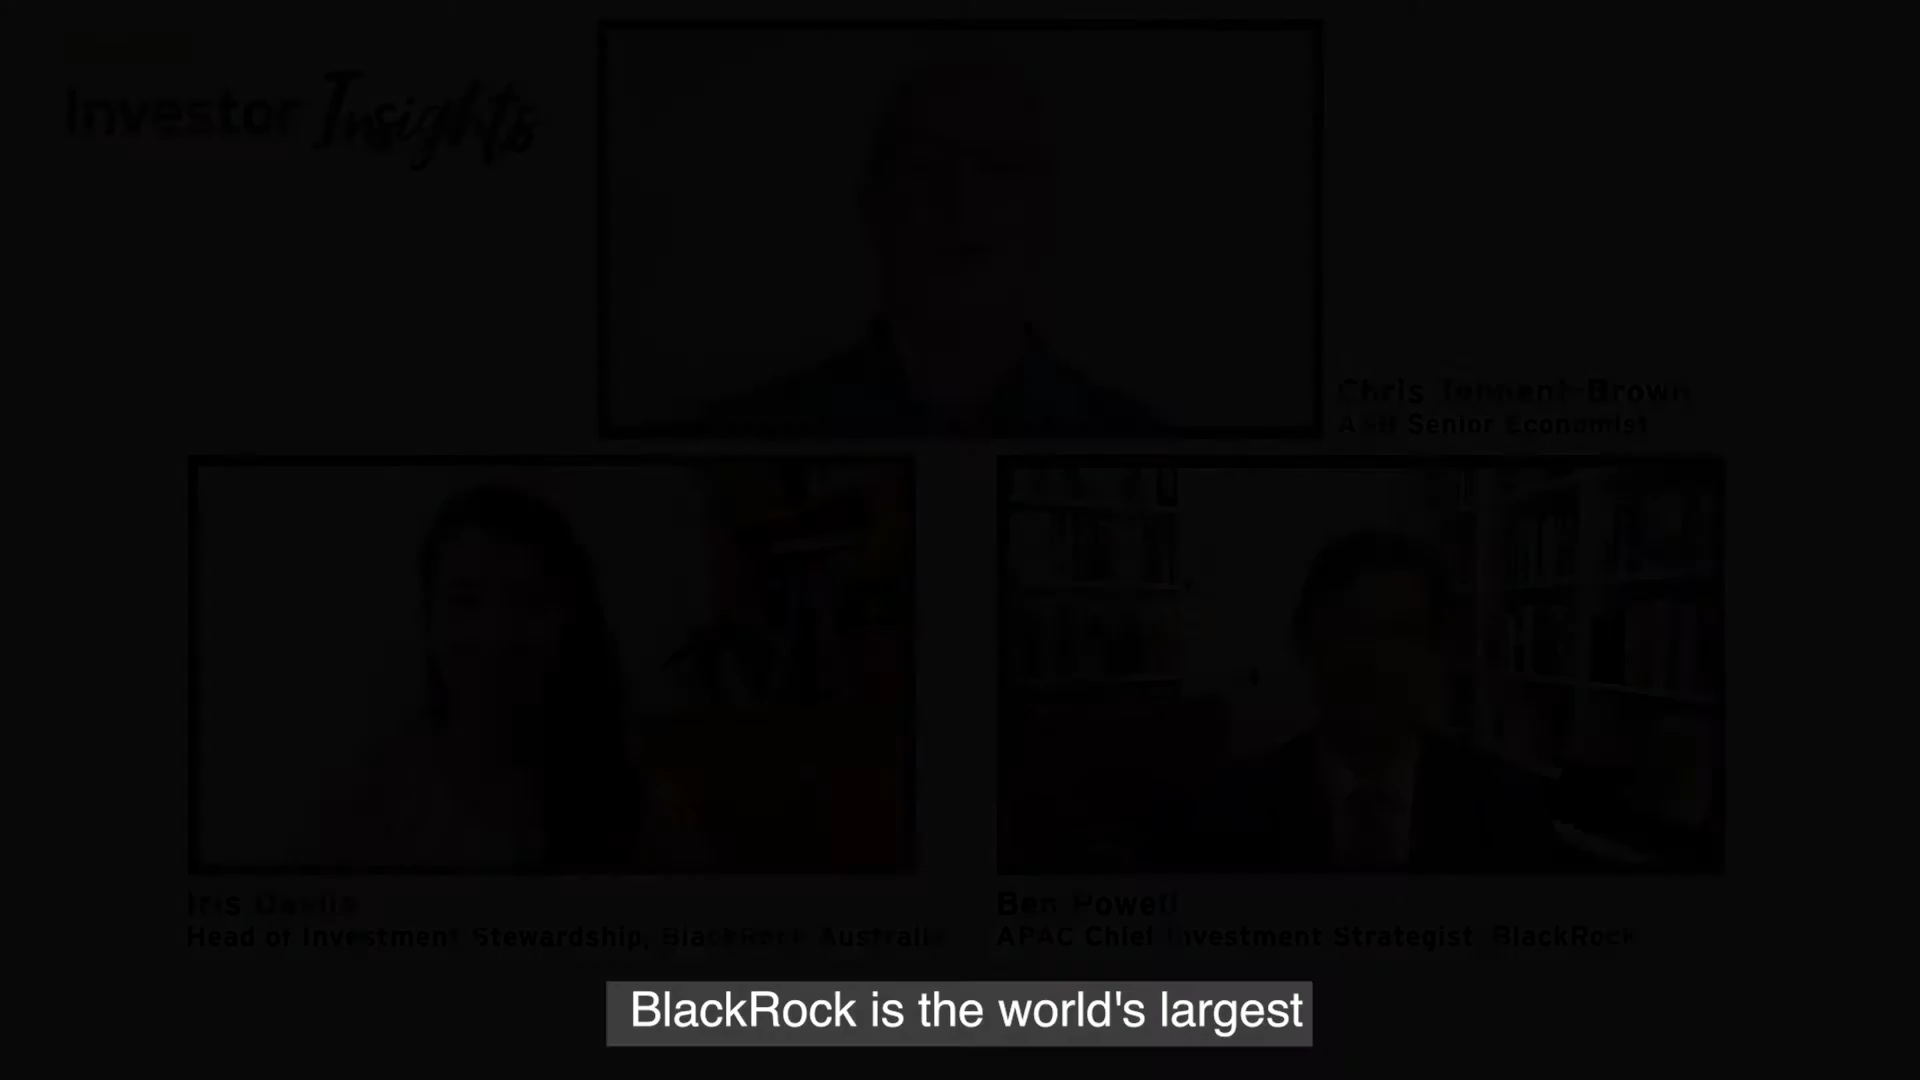 Investor Insights
Chris Tennent-Brown
ASB Senior Economist
Iris Davila
Head of Investment Stewardship, BlackRock Australia
Ben Powell
APAC Chief Investment Strategist, BlackRock
BlackRock is the world's largest